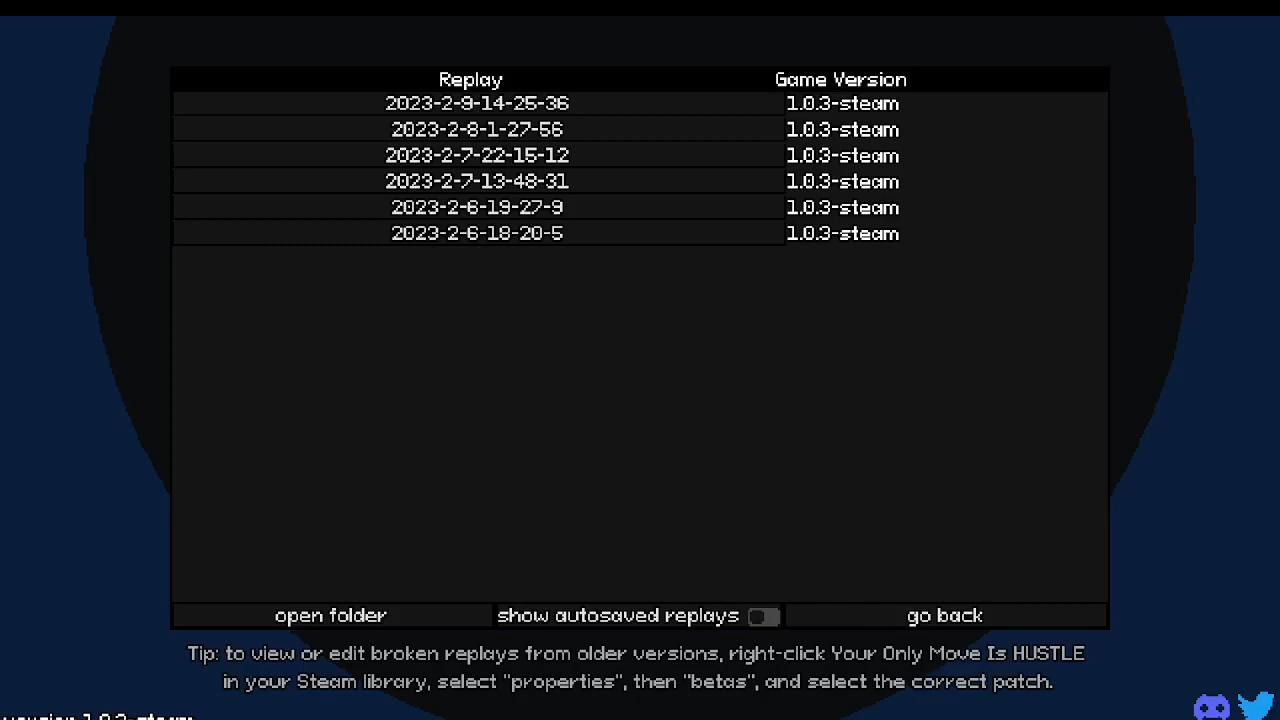 Replay Game Version
2023-2-9-14-25-36 1.0.3-steam
2023-2-8-1-27-56 1.0.3-steam
2023-2-7-22-15-12 1.0.3-steam
2023-2-7-13-48-31 1.0.3-steam
2023-2-6-19-27-9 1.0.3-steam
2023-2-6-18-20-5 1.0.3-steam
open folder show autosaved replays go back
Tip: to view or edit broken replays from older versions, right-click Your Only Move Is HUSTLE
in your Steam library, select "properties", then "betas", and select the correct patch.
version 1.0.3-steam